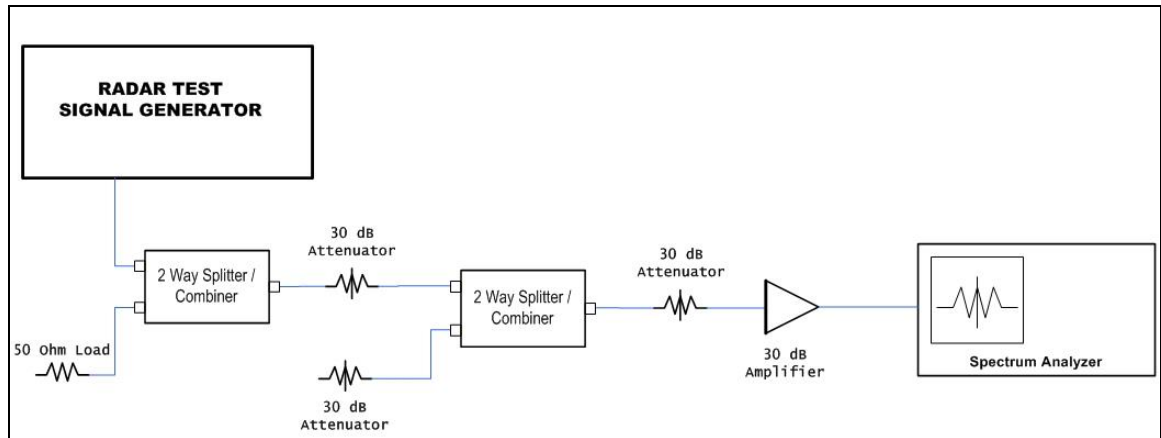 RADAR TEST
SIGNAL GENERATOR
30 dB
Attenuator
30 dB
Attenuator
2 Way Splitter /
Combiner
2 Way Splitter /
Combiner
50 Ohm Load
30 dB
Attenuator
30 dB
Amplifier
Spectrum Analyzer